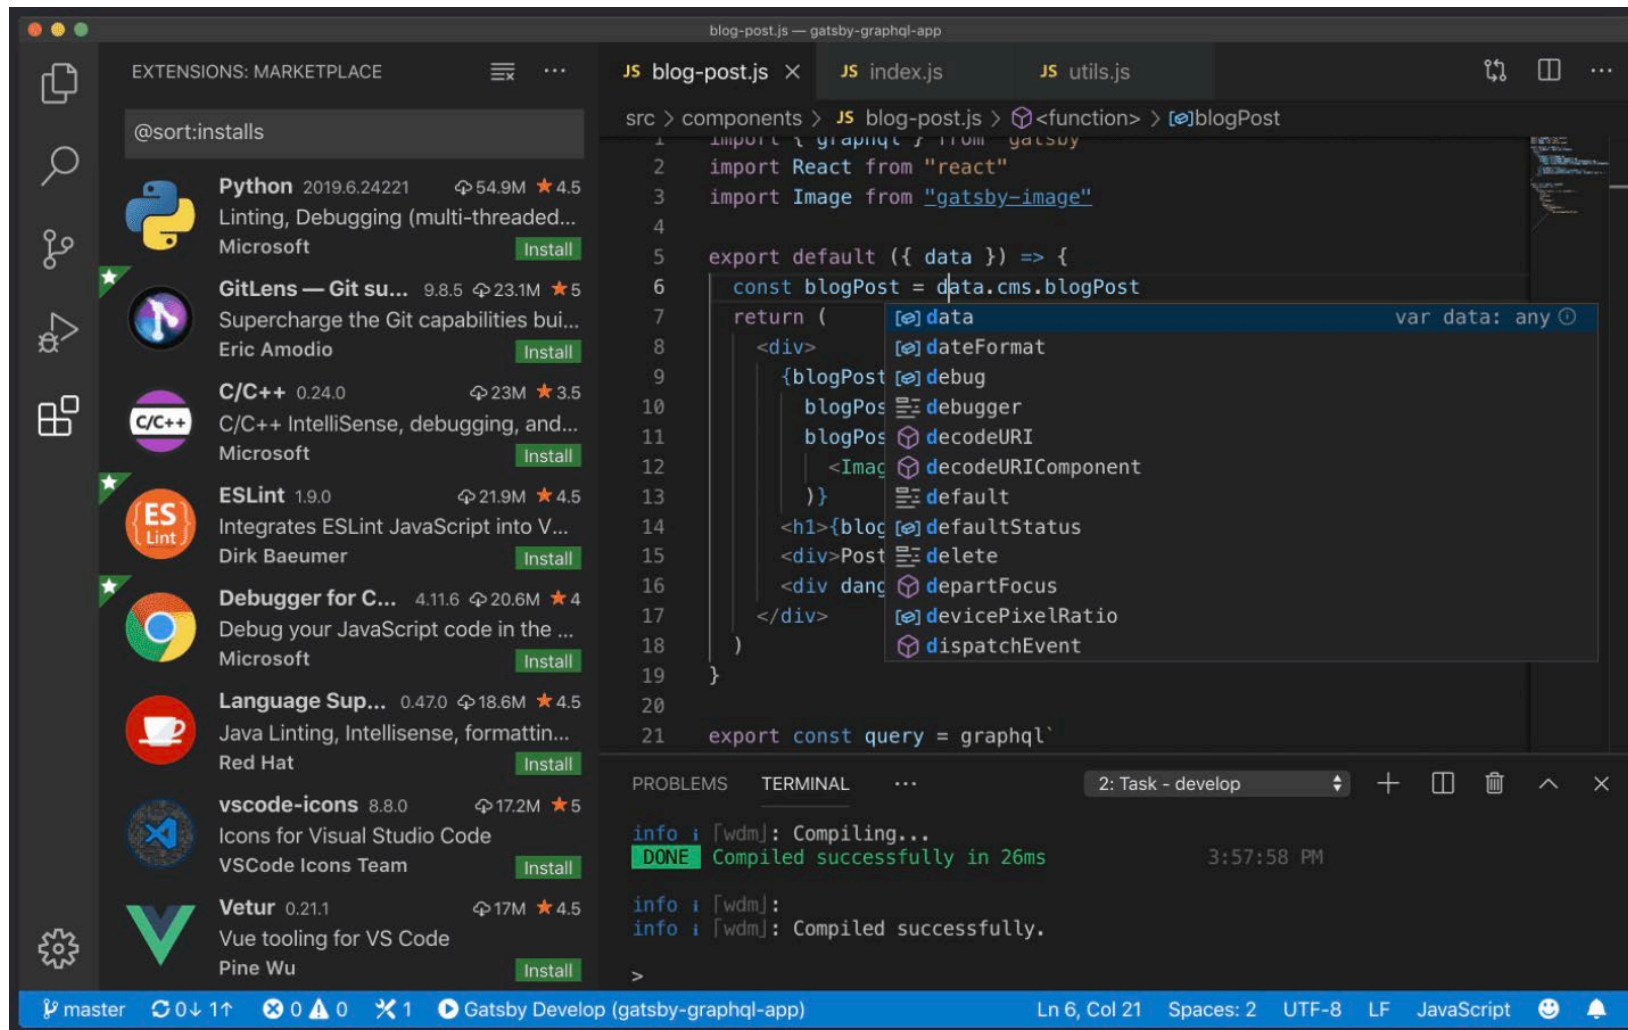 blog-post.js — gatsby-graphql-app
EXTENSIONS: MARKETPLACE
@sort:installs
Python 2019.6.24221 54.9M 4.5
Linting, Debugging (multi-threaded...
Microsoft Install
GitLens — Git su... 9.8.5 23.1M 5
Supercharge the Git capabilities bui...
Eric Amodio Install
C/C++
C/C++ 0.24.0 23M 3.5
C/C++ IntelliSense, debugging, and...
Microsoft Install
ES
Lint
ESLint 1.9.0 21.9M 4.5
Integrates ESLint JavaScript into V...
Dirk Baeumer Install
Debugger for C... 4.11.6 20.6M 4
Debug your JavaScript code in the ...
Microsoft Install
Language Sup... 0.47.0 18.6M 4.5
Java Linting, Intellisense, formattin...
Red Hat Install
vscode-icons 8.8.0 17.2M 5
Icons for Visual Studio Code
VSCode Icons Team Install
Vetur 0.21.1 17M 4.5
Vue tooling for VS Code
Pine Wu Install
JS blog-post.js JS index.js JS utils.js
src > components > JS blog-post.js > <function> > blogPost
1 import { graphql } from "gatsby"
2 import React from "react"
3 import Image from "gatsby-image"
4
5 export default ({ data }) => {
6 const blogPost = data.cms.blogPost
7 return (
8 <div>
9 {blogPost
10 blogPos
11 blogPos
12 <Imag
13 )}
14 <h1>{blog
15 <div>Post
16 <div dang
17 </div>
18 )
19 }
20
21 export const query = graphql`
data var data: any
dateFormat
debug
debugger
decodeURI
decodeURIComponent
default
defaultStatus
delete
departFocus
devicePixelRatio
dispatchEvent
PROBLEMS TERMINAL ... 2: Task - develop
info i ｢wdm｣: Compiling...
DONE Compiled successfully in 26ms 3:57:58 PM
info i ｢wdm｣:
info i ｢wdm｣: Compiled successfully.
>
master 0↓ 1↑ 0 0 1 Gatsby Develop (gatsby-graphql-app) Ln 6, Col 21 Spaces: 2 UTF-8 LF JavaScript